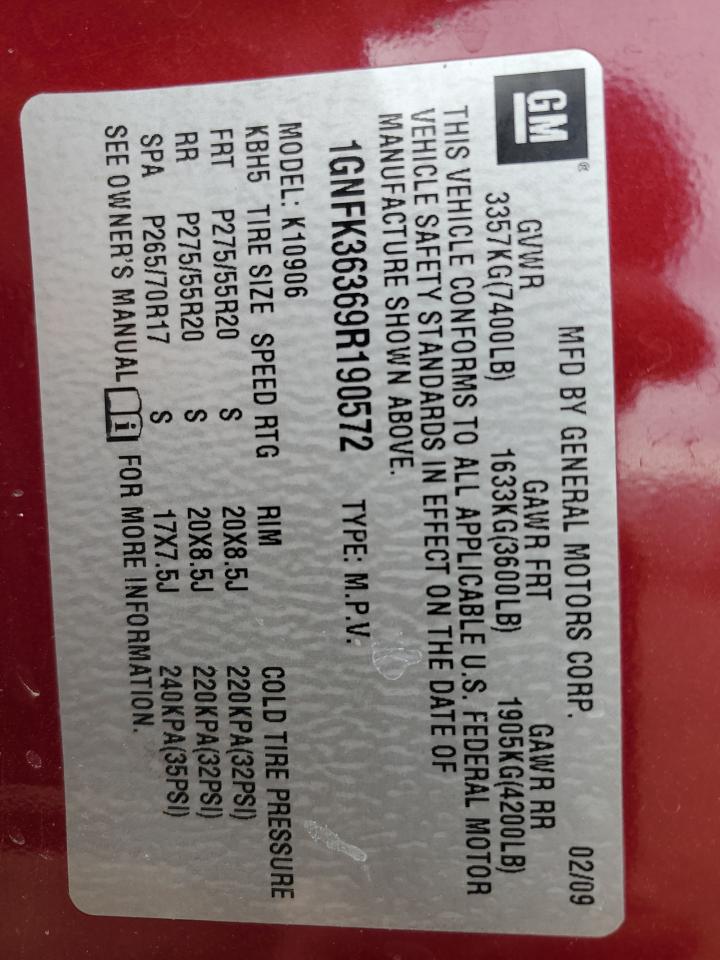 GM®
MFD BY GENERAL MOTORS CORP. 02/09
GVWR GAWR FRT GAWR RR
3357KG(7400LB) 1633KG(3600LB) 1905KG(4200LB)
THIS VEHICLE CONFORMS TO ALL APPLICABLE U.S. FEDERAL MOTOR
VEHICLE SAFETY STANDARDS IN EFFECT ON THE DATE OF
MANUFACTURE SHOWN ABOVE.
1GNFK36369R190572 TYPE: M.P.V.
MODEL: K10906
KBH5 TIRE SIZE SPEED RTG RIM COLD TIRE PRESSURE
FRT P275/55R20 S 20X8.5J 220KPA(32PSI)
RR P275/55R20 S 20X8.5J 220KPA(32PSI)
SPA P265/70R17 S 17X7.5J 240KPA(35PSI)
SEE OWNER'S MANUAL i FOR MORE INFORMATION.